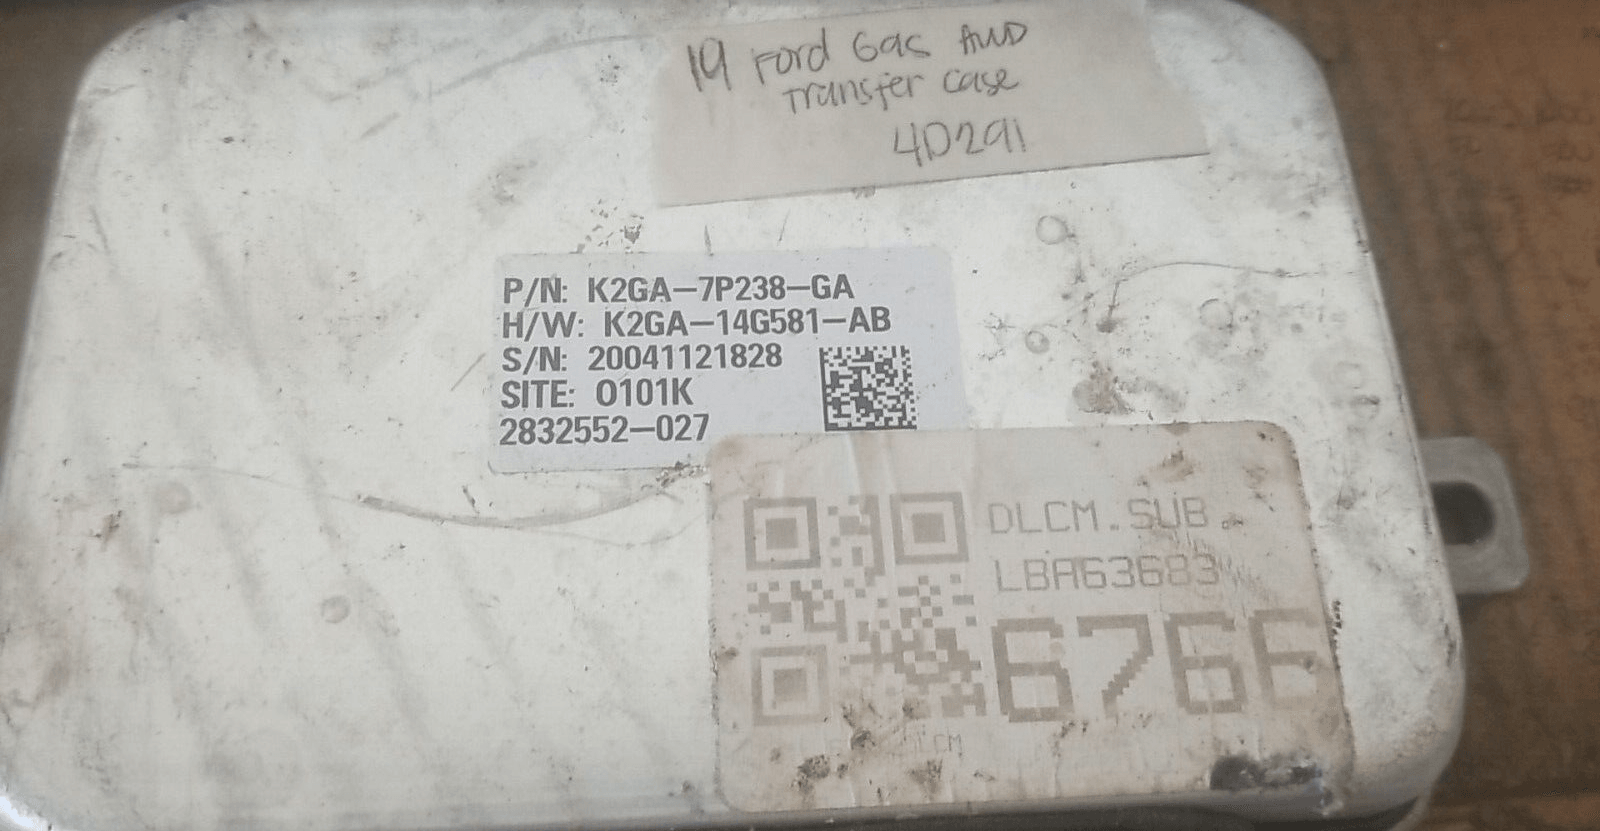 19 Ford Gas AWD
Transfer Case
4D291
P/N: K2GA-7P238-GA
H/W: K2GA-14G581-AB
S/N: 20041121828
SITE: 0101K
2832552-027
DLCM.SUB
LBA63683
6766